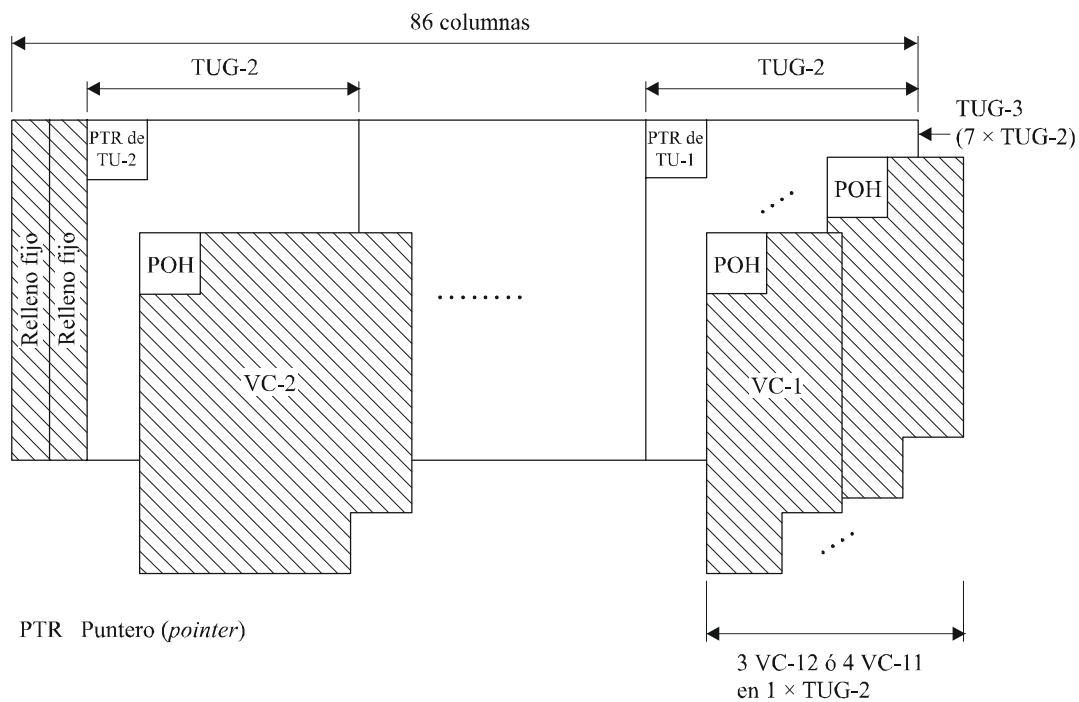 86 columnas
TUG-2
TUG-2
TUG-3
(7 × TUG-2)
PTR de
TU-2
PTR de
TU-1
Relleno fijo
Relleno fijo
POH
POH
POH
VC-2
VC-1
PTR Puntero (pointer)
3 VC-12 ó 4 VC-11
en 1 × TUG-2